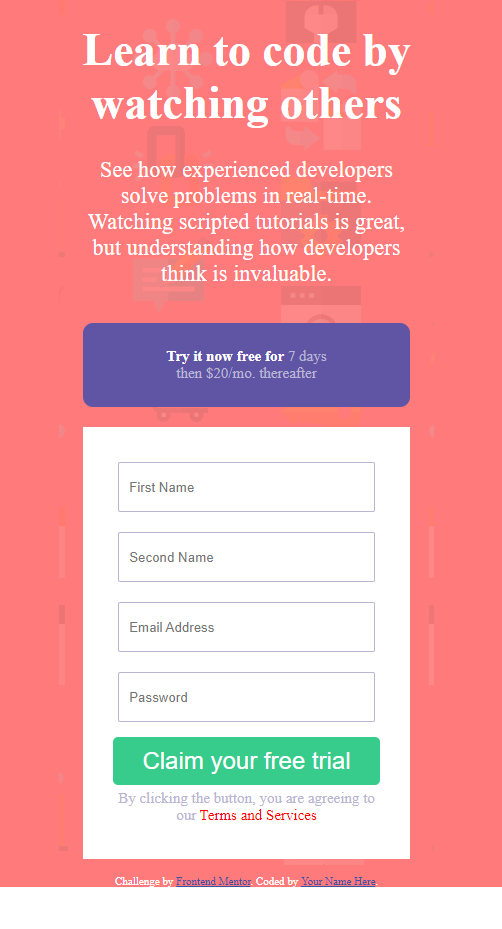 Learn to code by
watching others
See how experienced developers
solve problems in real-time.
Watching scripted tutorials is great,
but understanding how developers
think is invaluable.
Try it now free for 7 days
then $20/mo. thereafter
First Name
Second Name
Email Address
Password
Claim your free trial
By clicking the button, you are agreeing to
our Terms and Services
Challenge by Frontend Mentor. Coded by Your Name Here.